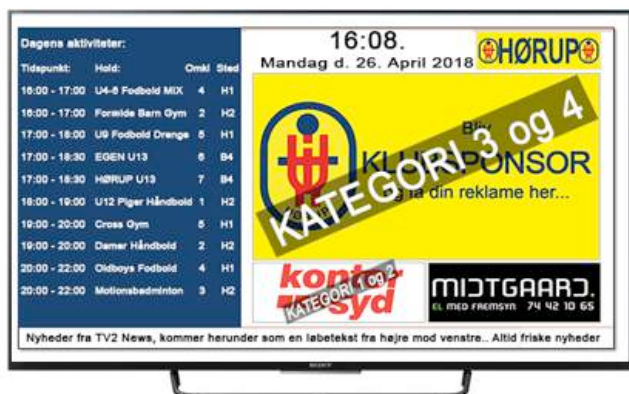 Dagens aktiviteter:
Tidspunkt: Hold: Omkl Sted
16:00 - 17:00 U4-6 Fodbold MIX 4 H1
16:00 - 17:00 Forælde Barn Gym 2 H2
17:00 - 18:00 U9 Fodbold Drenge 5 H1
17:00 - 18:30 EGEN U13 6 B4
17:00 - 18:30 HØRUP U13 7 B4
18:00 - 19:00 U12 Piger Håndbold 1 H2
19:00 - 20:00 Cross Gym 5 H1
19:00 - 20:00 Damer Håndbold 2 H2
20:00 - 22:00 Oldboys Fodbold 4 H1
20:00 - 22:00 Motionsbadminton 3 H2
16:08.
Mandag d. 26. April 2018
HØRUP
Bliv
KLUBSPONSOR
og få din reklame her...
KATEGORI 3 og 4
kontor
syd
KATEGORI 1 og 2
MIDTGAARD.
EL MED FREMSYN 74 42 10 65
Nyheder fra TV2 News, kommer herunder som en løbetekst fra højre mod venstre.. Altid friske nyheder
SONY